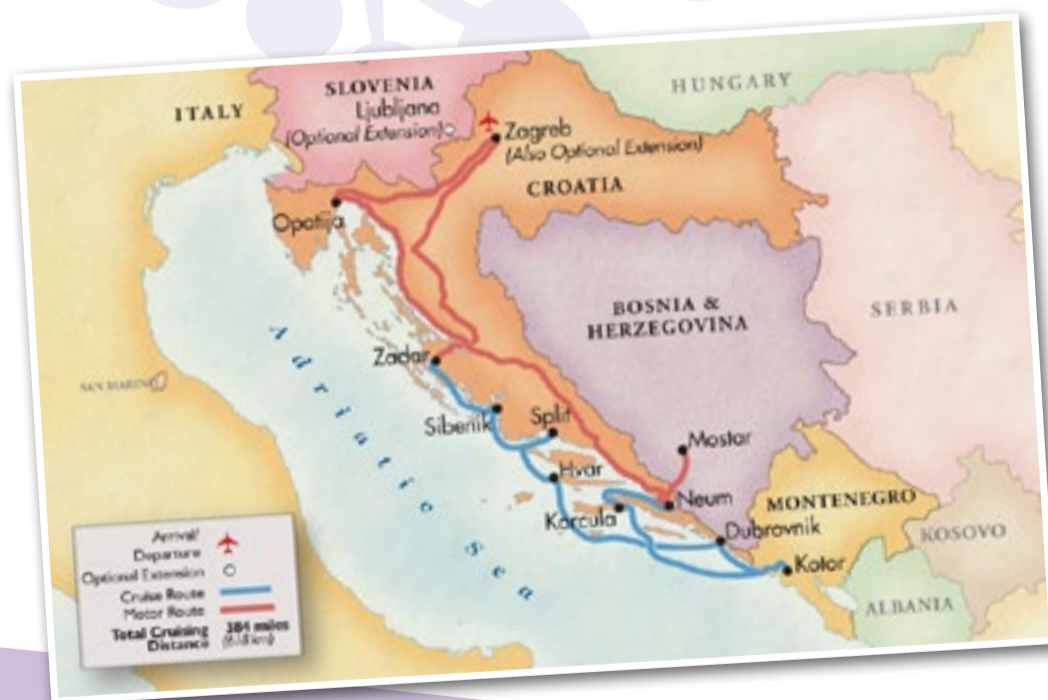 SLOVENIA
Ljubljana
(Optional Extension)
ITALY
HUNGARY
Zagreb
(Also Optional Extension)
CROATIA
Opatija
BOSNIA &
HERZEGOVINA
SERBIA
Zadar
SAN MARINO
Adriatic Sea
Sibenik
Split
Mostar
Hvar
Neum
Korcula
MONTENEGRO
Dubrovnik
KOSOVO
Kotor
ALBANIA
Arrival/
Departure
Optional Extension
Cruise Route
Motor Route
Total Cruising
Distance
384 miles
(618 km)